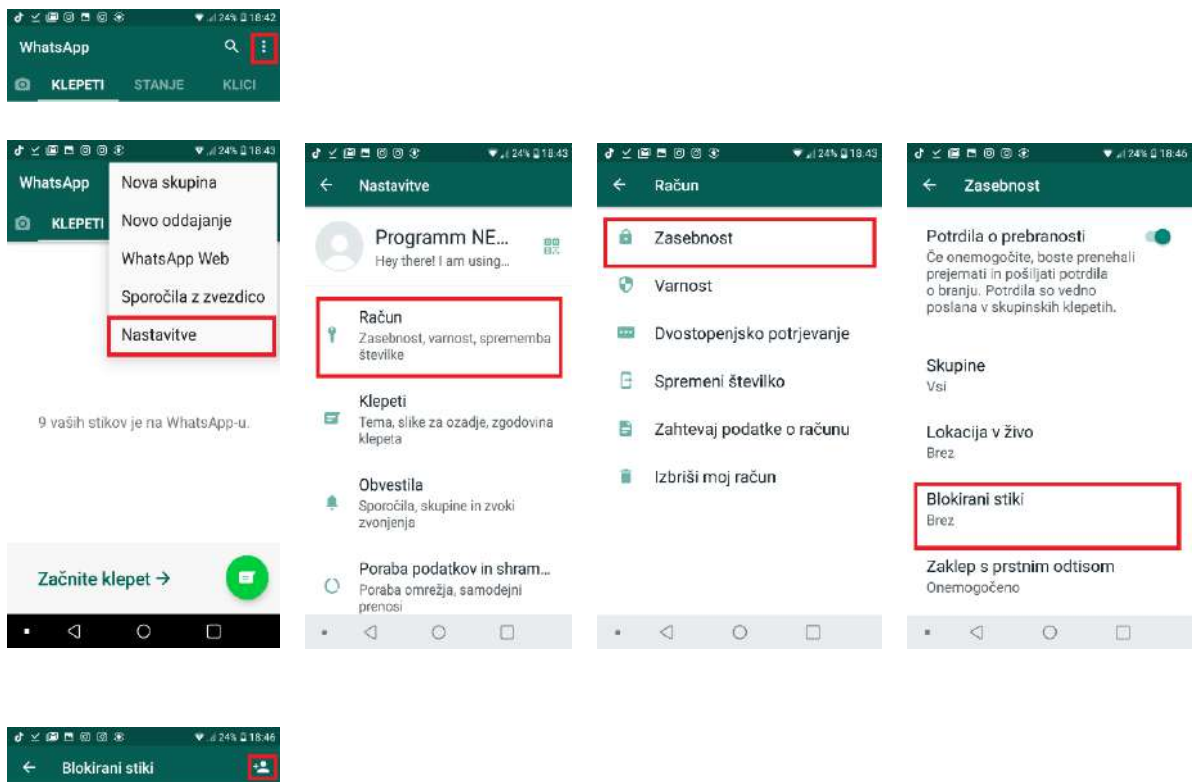 24% 18:42
WhatsApp
KLEPETI STANJE KLICI
24% 18:43
WhatsApp
KLEPETI
Nova skupina
Novo oddajanje
WhatsApp Web
Sporočila z zvezdico
Nastavitve
9 vaših stikov je na WhatsApp-u.
Začnite klepet →
24% 18:43
← Nastavitve
Programm NE...
Hey there! I am using...
Račun
Zasebnost, varnost, sprememba
številke
Klepeti
Tema, slike za ozadje, zgodovina
klepeta
Obvestila
Sporočila, skupine in zvoki
zvonjenja
Poraba podatkov in shram...
Poraba omrežja, samodejni
prenosi
24% 18:43
← Račun
Zasebnost
Varnost
Dvostopenjsko potrjevanje
Spremeni številko
Zahtevaj podatke o računu
Izbriši moj račun
24% 18:46
← Zasebnost
Potrdila o prebranosti
Če onemogočite, boste prenehali
prejemati in pošiljati potrdila
o branju. Potrdila so vedno
poslana v skupinskih klepetih.
Skupine
Vsi
Lokacija v živo
Brez
Blokirani stiki
Brez
Zaklep s prstnim odtisom
Onemogočeno
24% 18:46
← Blokirani stiki